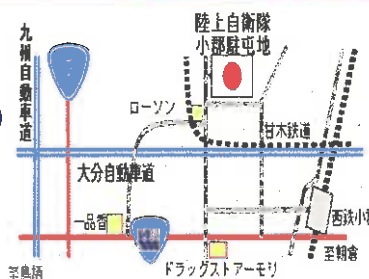 陸上自衛隊
小郡駐屯地
九州自動車道
ローソン
甘木鉄道
大分自動車道
一品香
西鉄小
至朝倉
至鳥栖
ドラッグストアーモリ